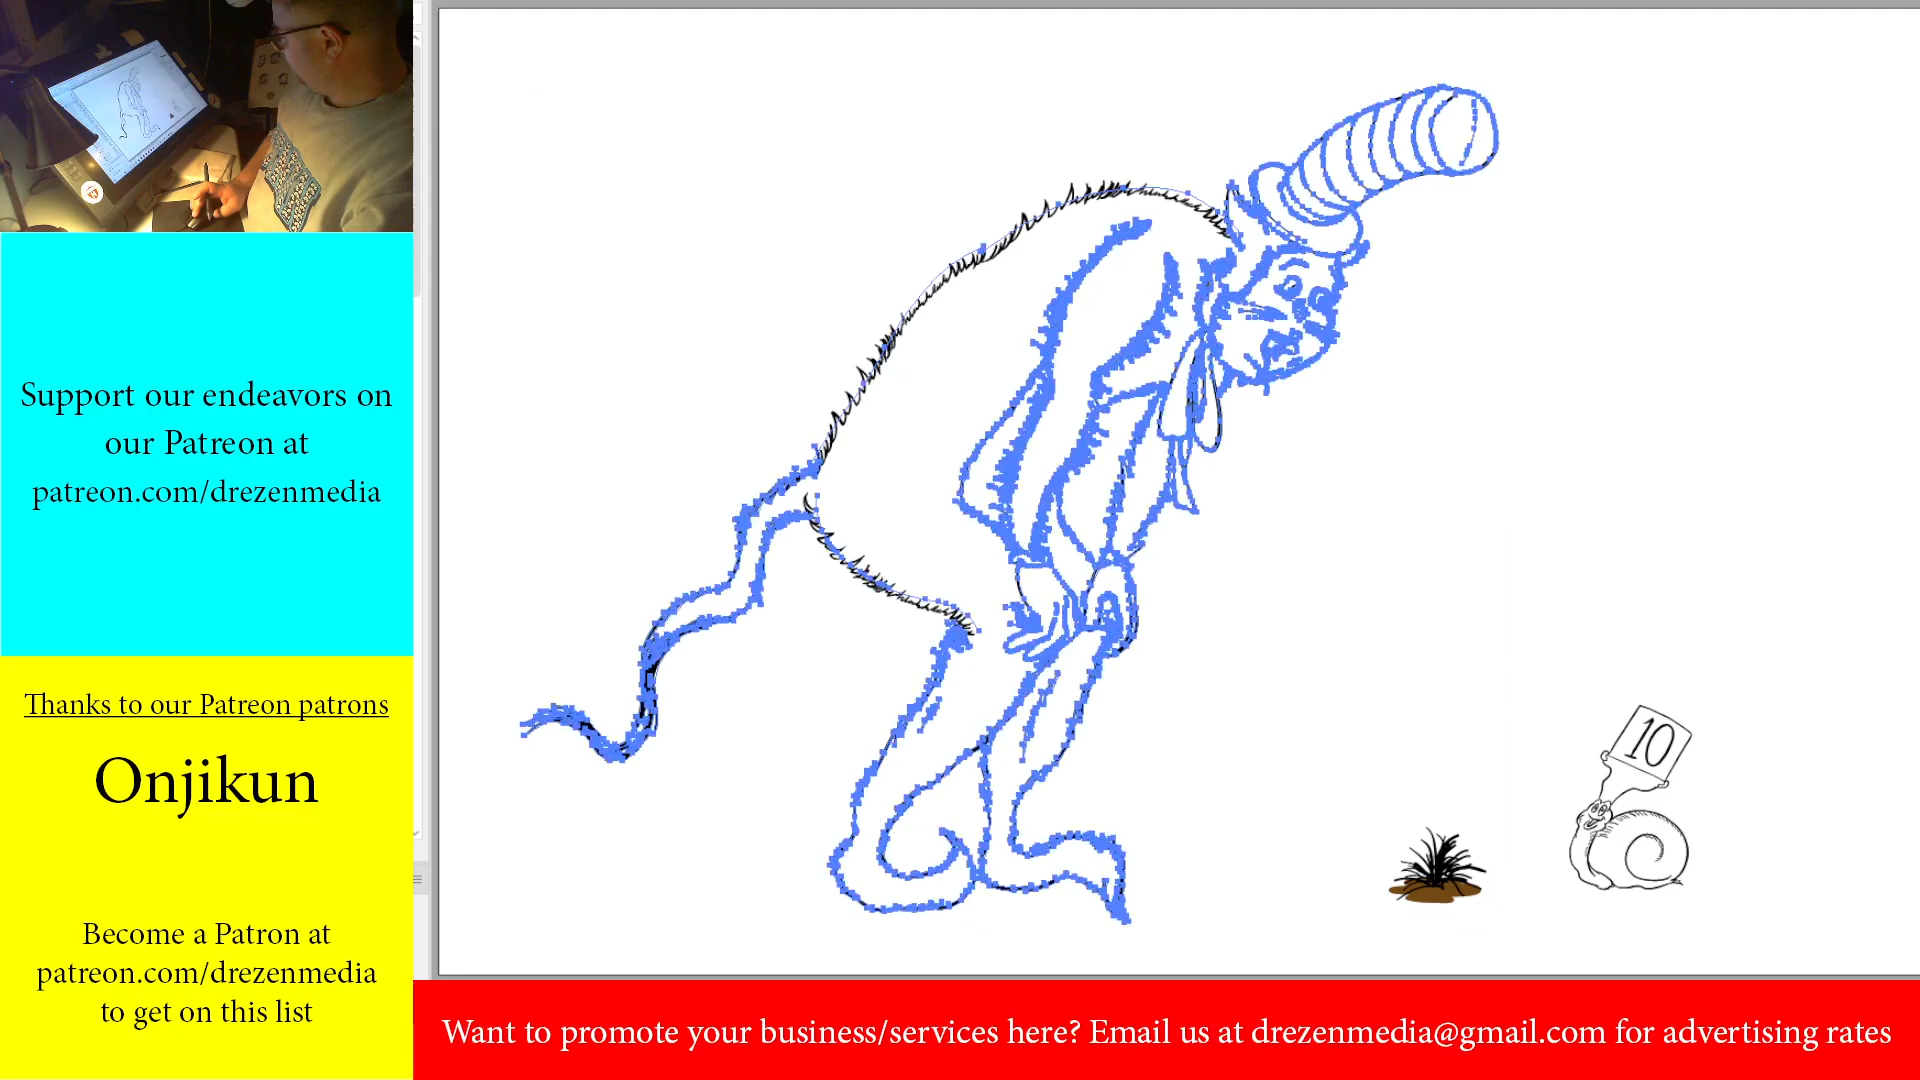 Support our endeavors on
our Patreon at
patreon.com/drezenmedia
Thanks to our Patreon patrons
Onjikun
Become a Patron at
patreon.com/drezenmedia
to get on this list
10
Want to promote your business/services here? Email us at drezenmedia@gmail.com for advertising rates